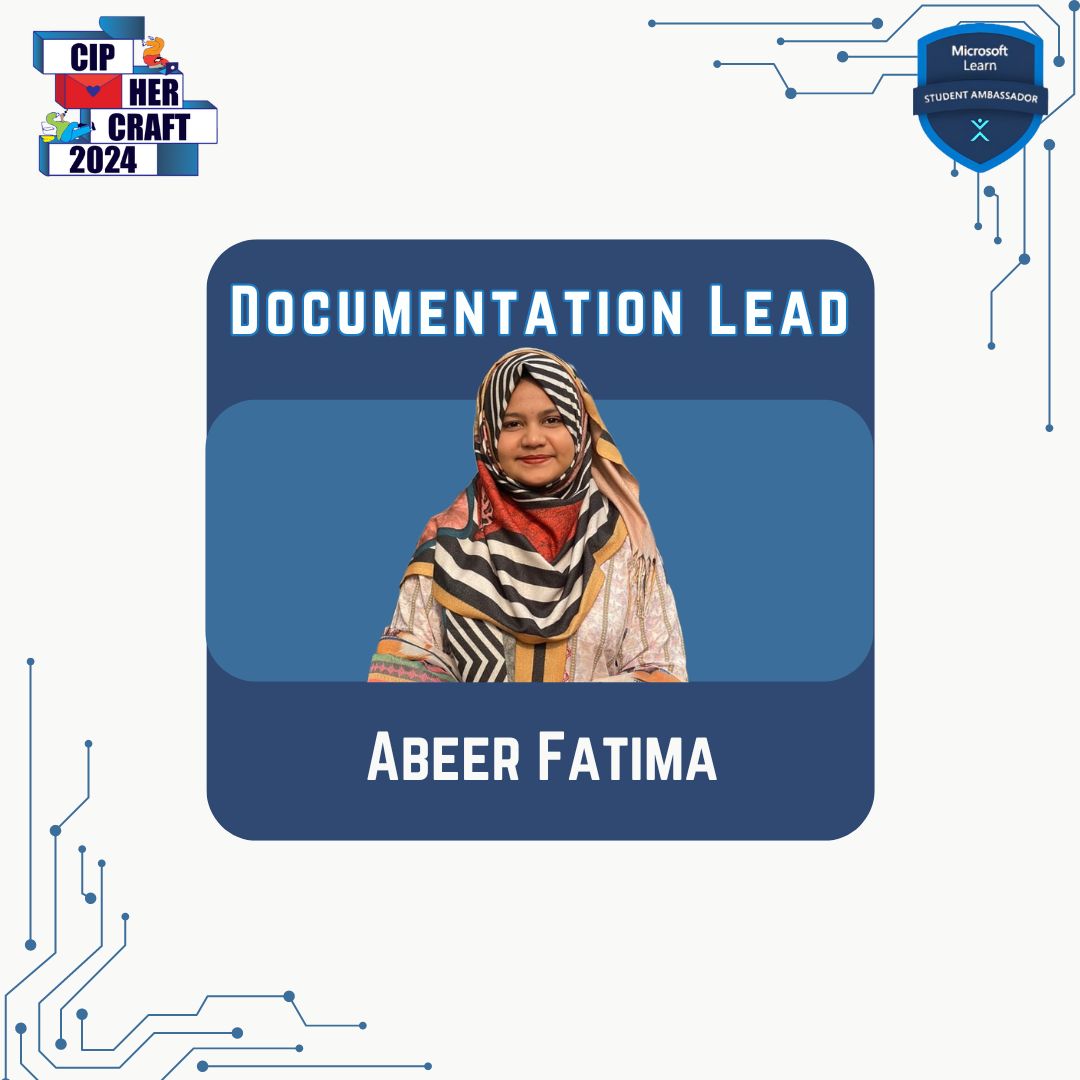 CIP
HER
CRAFT
2024
Microsoft
Learn
STUDENT AMBASSADOR
DOCUMENTATION LEAD
ABEER FATIMA